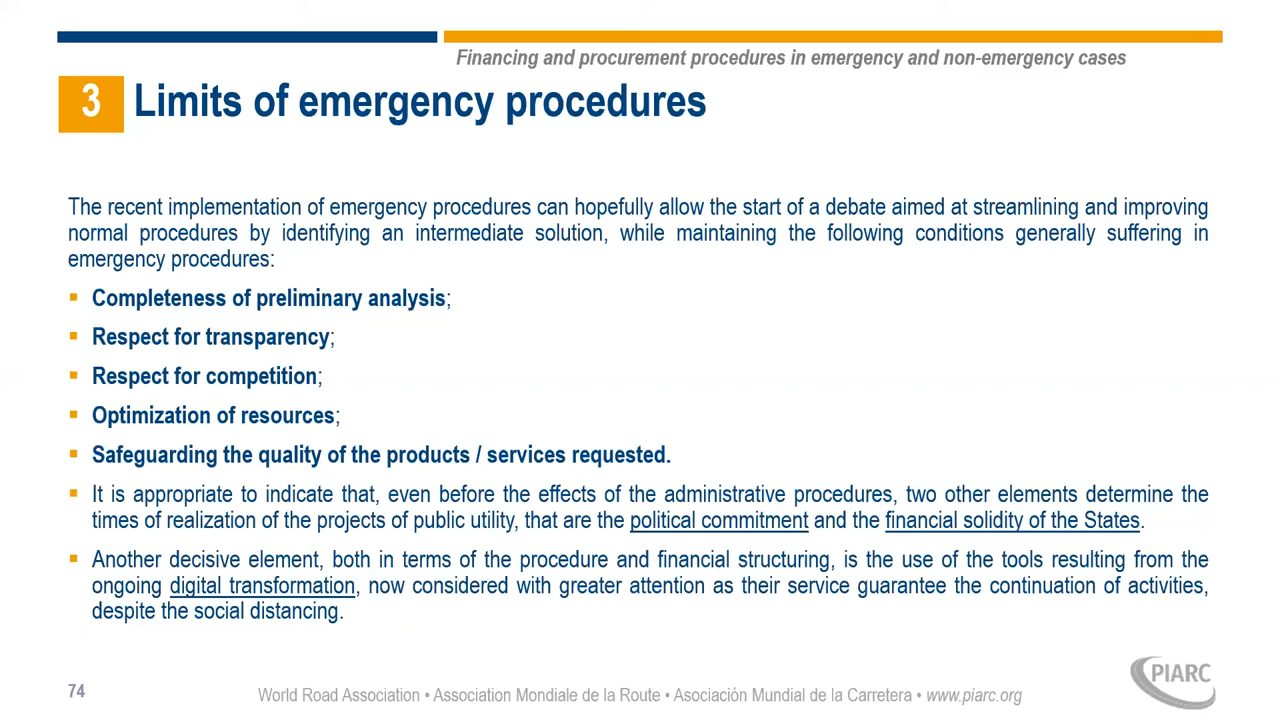 Financing and procurement procedures in emergency and non-emergency cases
3 Limits of emergency procedures
The recent implementation of emergency procedures can hopefully allow the start of a debate aimed at streamlining and improving
normal procedures by identifying an intermediate solution, while maintaining the following conditions generally suffering in
emergency procedures:
▪ Completeness of preliminary analysis;
▪ Respect for transparency;
▪ Respect for competition;
▪ Optimization of resources;
▪ Safeguarding the quality of the products / services requested.
▪ It is appropriate to indicate that, even before the effects of the administrative procedures, two other elements determine the
times of realization of the projects of public utility, that are the political commitment and the financial solidity of the States.
▪ Another decisive element, both in terms of the procedure and financial structuring, is the use of the tools resulting from the
ongoing digital transformation, now considered with greater attention as their service guarantee the continuation of activities,
despite the social distancing.
74
World Road Association • Association Mondiale de la Route • Asociación Mundial de la Carretera • www.piarc.org
PIARC